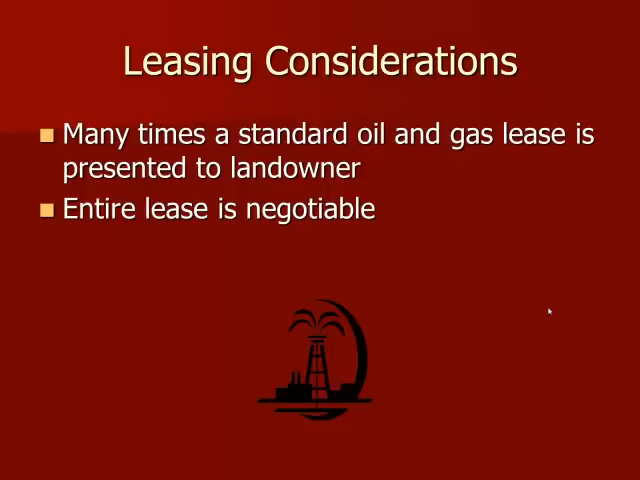 Leasing Considerations
Many times a standard oil and gas lease is
presented to landowner
Entire lease is negotiable